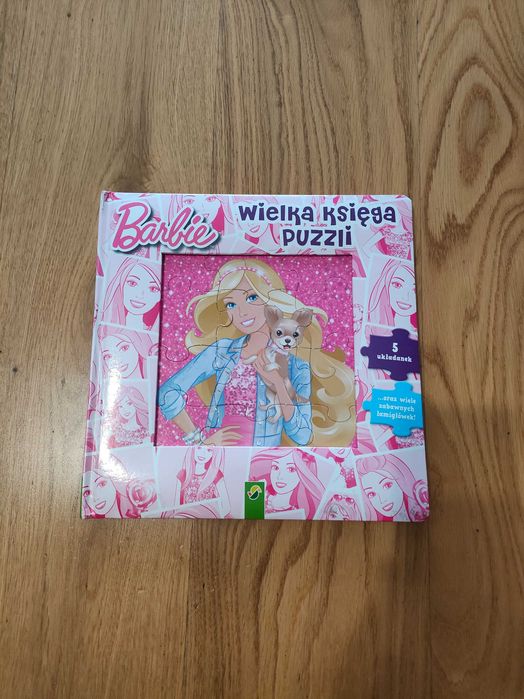 Barbie
Wielka Księga
Puzzli
5
układanek
...oraz wiele
zabawnych
łamigłówek!